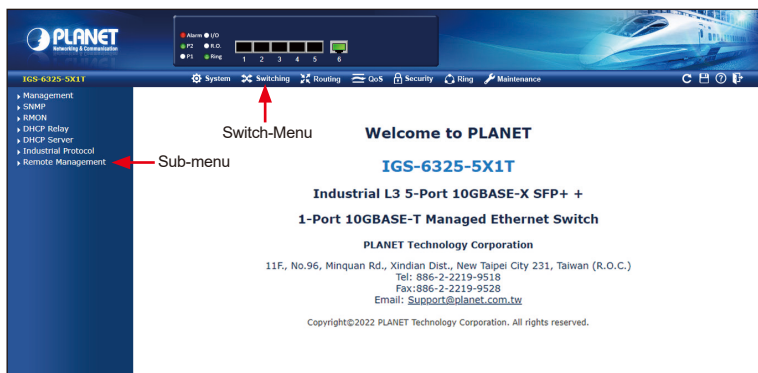 PLANET
Networking & Communication
Alarm I/O
P2 R.O.
P1 Ring
1 2 3 4 5 6
IGS-6325-5X1T
System Switching Routing QoS Security Ring Maintenance
Management
SNMP
RMON
DHCP Relay
DHCP Server
Industrial Protocol
Remote Management
Switch-Menu
Sub-menu
Welcome to PLANET
IGS-6325-5X1T
Industrial L3 5-Port 10GBASE-X SFP+ +
1-Port 10GBASE-T Managed Ethernet Switch
PLANET Technology Corporation
11F., No.96, Minquan Rd., Xindian Dist., New Taipei City 231, Taiwan (R.O.C.)
Tel: 886-2-2219-9518
Fax:886-2-2219-9528
Email: Support@planet.com.tw
Copyright©2022 PLANET Technology Corporation. All rights reserved.